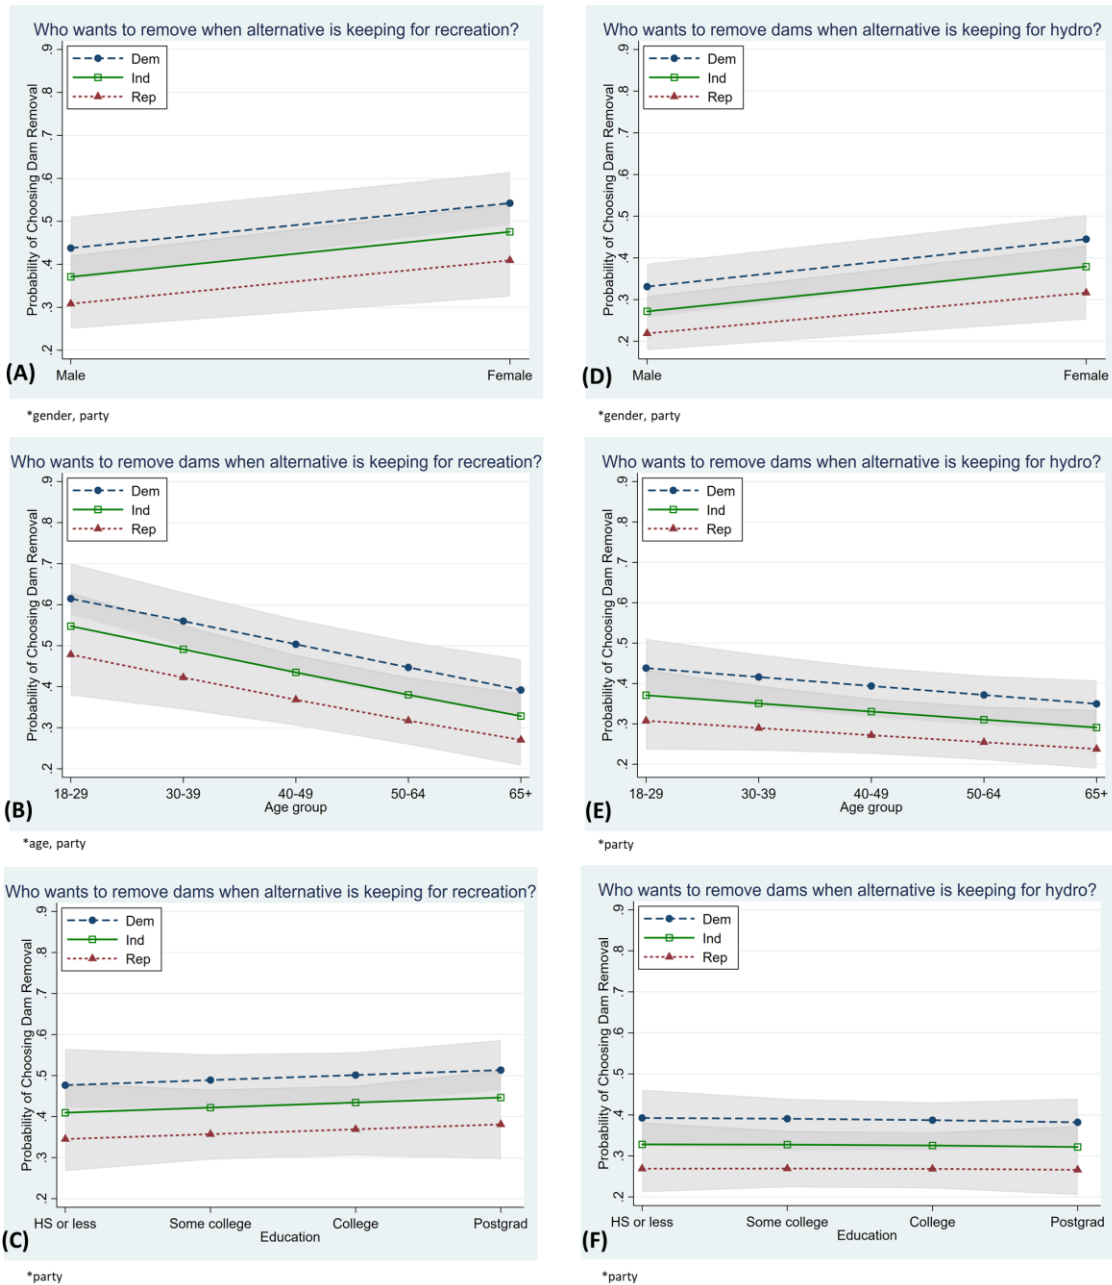 Who wants to remove when alternative is keeping for recreation?
Probability of Choosing Dam Removal
.9
.8
.7
.6
.5
.4
.3
.2
Dem
Ind
Rep
Male
Female
(A)
*gender, party
Who wants to remove dams when alternative is keeping for hydro?
Probability of Choosing Dam Removal
.9
.8
.7
.6
.5
.4
.3
.2
Dem
Ind
Rep
Male
Female
(D)
*gender, party
Who wants to remove dams when alternative is keeping for recreation?
Probability of Choosing Dam Removal
.9
.8
.7
.6
.5
.4
.3
.2
Dem
Ind
Rep
18-29
30-39
40-49
50-64
65+
Age group
(B)
*age, party
Who wants to remove dams when alternative is keeping for hydro?
Probability of Choosing Dam Removal
.9
.8
.7
.6
.5
.4
.3
.2
Dem
Ind
Rep
18-29
30-39
40-49
50-64
65+
Age group
(E)
*party
Who wants to remove dams when alternative is keeping for recreation?
Probability of Choosing Dam Removal
.9
.8
.7
.6
.5
.4
.3
.2
Dem
Ind
Rep
HS or less
Some college
College
Postgrad
Education
(C)
*party
Who wants to remove dams when alternative is keeping for hydro?
Probability of Choosing Dam Removal
.9
.8
.7
.6
.5
.4
.3
.2
Dem
Ind
Rep
HS or less
Some college
College
Postgrad
Education
(F)
*party